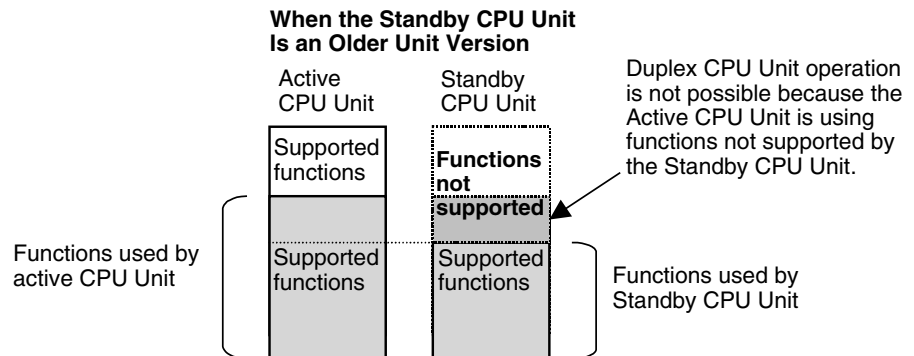 When the Standby CPU Unit
Is an Older Unit Version
Active
CPU Unit
Standby
CPU Unit
Duplex CPU Unit operation
is not possible because the
Active CPU Unit is using
functions not supported by
the Standby CPU Unit.
Supported
functions
Functions
not
supported
Functions used by
active CPU Unit
Supported
functions
Supported
functions
Functions used by
Standby CPU Unit